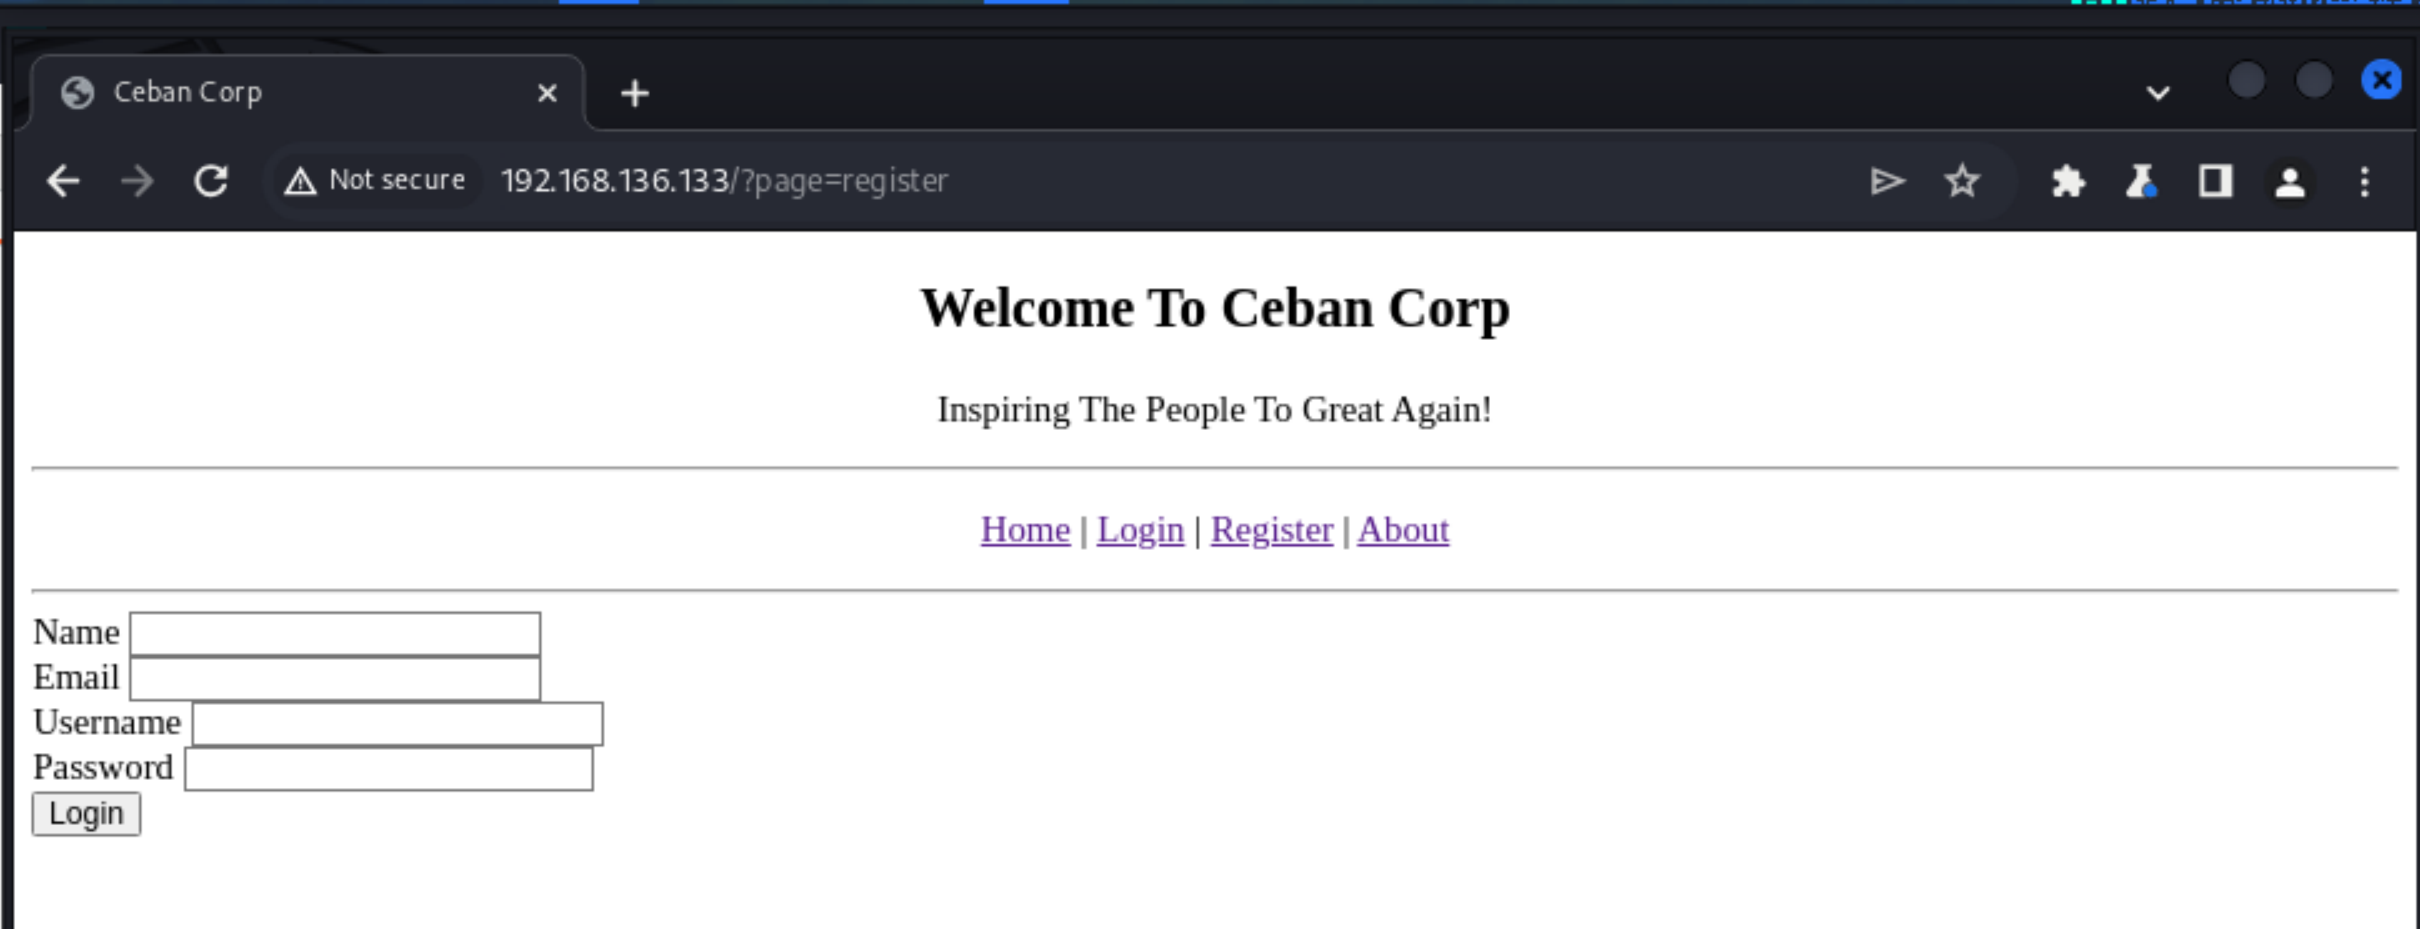 Ceban Corp
Not secure 192.168.136.133/?page=register
Welcome To Ceban Corp
Inspiring The People To Great Again!
Home | Login | Register | About
Name
Email
Username
Password
Login